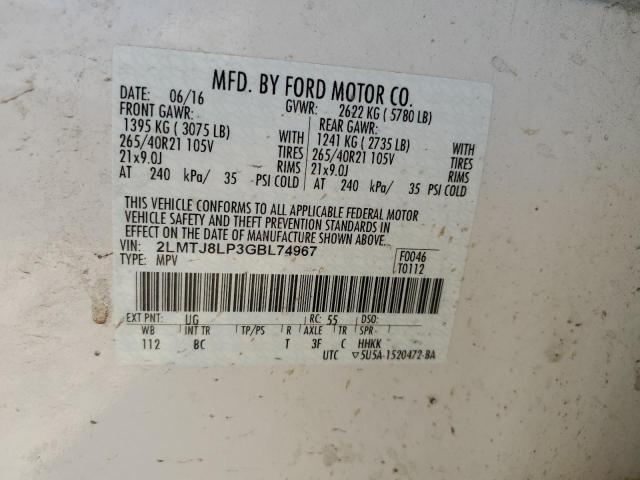 MFD. BY FORD MOTOR CO.
DATE: 06/16 GVWR: 2622 KG ( 5780 LB)
FRONT GAWR: REAR GAWR:
1395 KG ( 3075 LB) WITH 1241 KG ( 2735 LB) WITH
265/40R21 105V TIRES 265/40R21 105V TIRES
21x9.0J RIMS 21x9.0J RIMS
AT 240 kPa/ 35 PSI COLD AT 240 kPa/ 35 PSI COLD
THIS VEHICLE CONFORMS TO ALL APPLICABLE FEDERAL MOTOR
VEHICLE SAFETY AND THEFT PREVENTION STANDARDS IN
EFFECT ON THE DATE OF MANUFACTURE SHOWN ABOVE.
VIN: 2LMTJ8LP3GBL74967 F0046
TYPE: MPV T0112
EXT PNT: UG RC: 55 DSO:
WB INT TR TP/PS R AXLE TR SPR
112 BC T 3F C HHKK
UTC ▽5U5A-1520472-BA